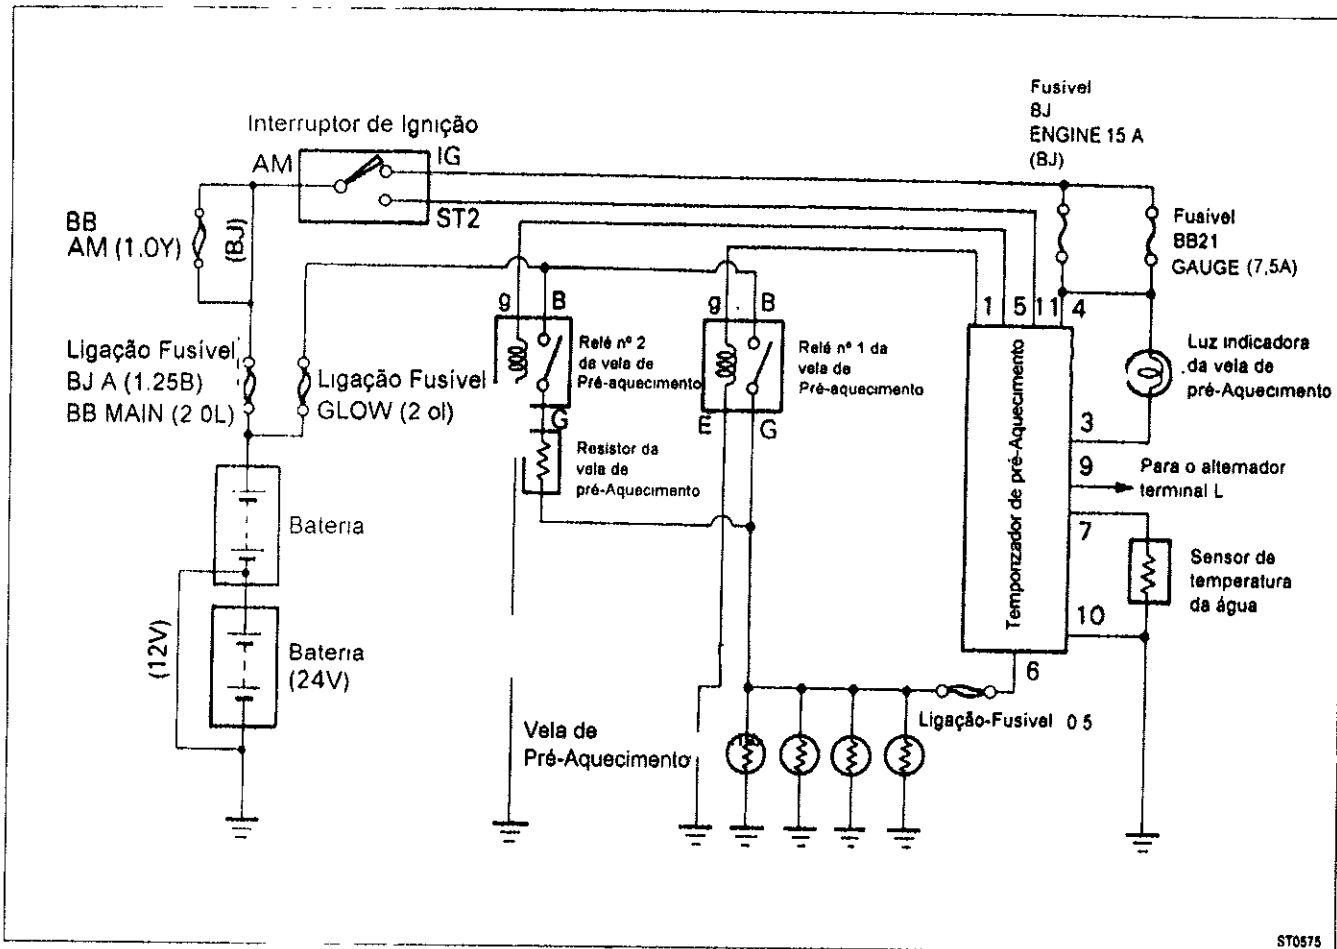 Fusivel
BJ
ENGINE 15 A
(BJ)
Interruptor de Ignição
AM
IG
ST2
BB
AM (1.0Y)
(BJ)
Fusivel
BB21
GAUGE (7,5A)
g
B
g
B
1
5
11
4
Relé nº 2
da vela de
Pré-aquecimento
Relé nº 1 da
vela de
Pré-aquecimento
Luz indicadora
da vela de
pré-Aquecimento
Ligação Fusível
BJ A (1.25B)
BB MAIN (2 0L)
Ligação Fusível
GLOW (2 ol)
G
E
G
3
Resistor da
vela de
pré-Aquecimento
Temporizador de pré-Aquecimento
9
Para o alternador
terminal L
7
Bateria
Sensor de
temperatura
da água
10
(12V)
Bateria
(24V)
6
Ligação-Fusivel 0 5
Vela de
Pré-Aquecimento
ST0575